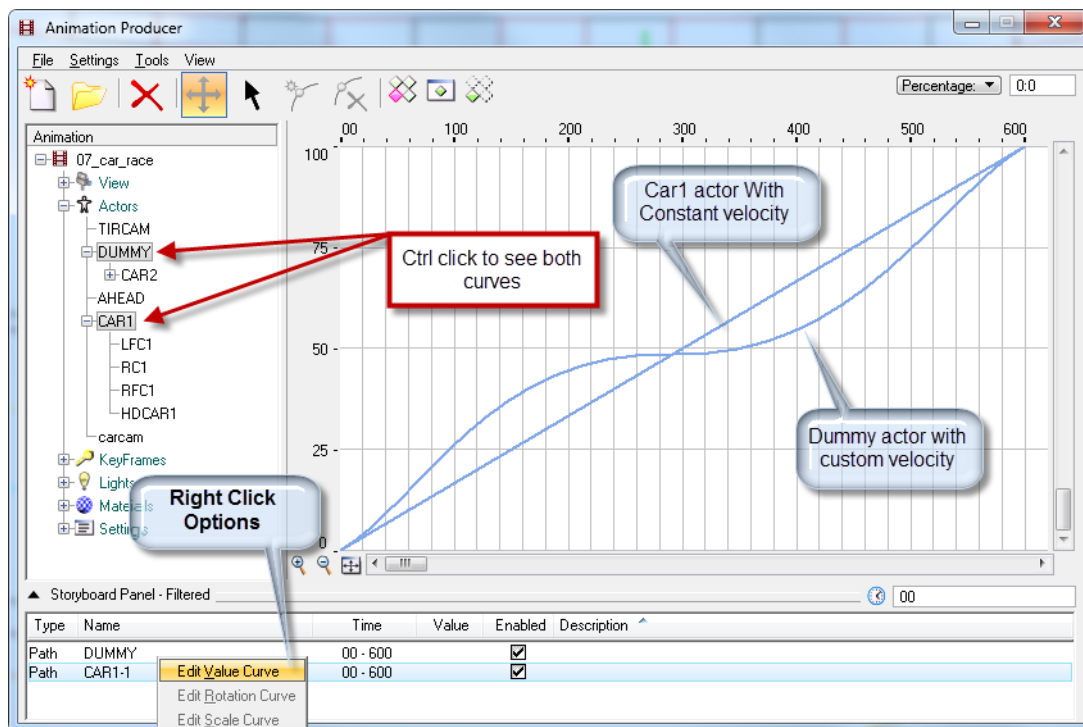 Animation Producer
File Settings Tools View
Percentage: 0:0
Animation
07_car_race
View
Actors
TIRCAM
DUMMY
CAR2
AHEAD
CAR1
LFC1
RC1
RFC1
HDCAR1
carcam
KeyFrames
Lights
Materials
Settings
00 100 200 300 400 500 600
100
75
50
25
0
Car1 actor With
Constant velocity
Ctrl click to see both
curves
Dummy actor with
custom velocity
Right Click
Options
Storyboard Panel - Filtered 00
Type Name Time Value Enabled Description
Path DUMMY 00 - 600
Path CAR1-1 00 - 600
Edit Value Curve
Edit Rotation Curve
Edit Scale Curve